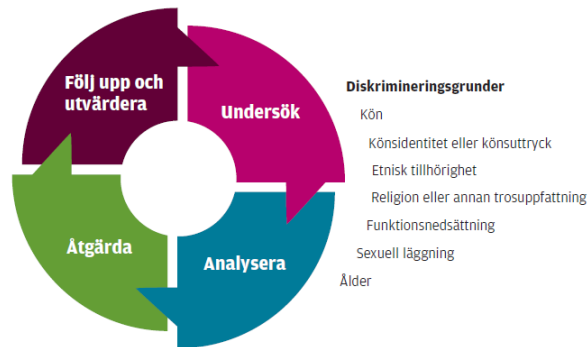 Följ upp och
utvärdera
Undersök
Åtgärda
Analysera
Diskrimineringsgrunder
Kön
Könsidentitet eller könsuttryck
Etnisk tillhörighet
Religion eller annan trosuppfattning
Funktionsnedsättning
Sexuell läggning
Ålder